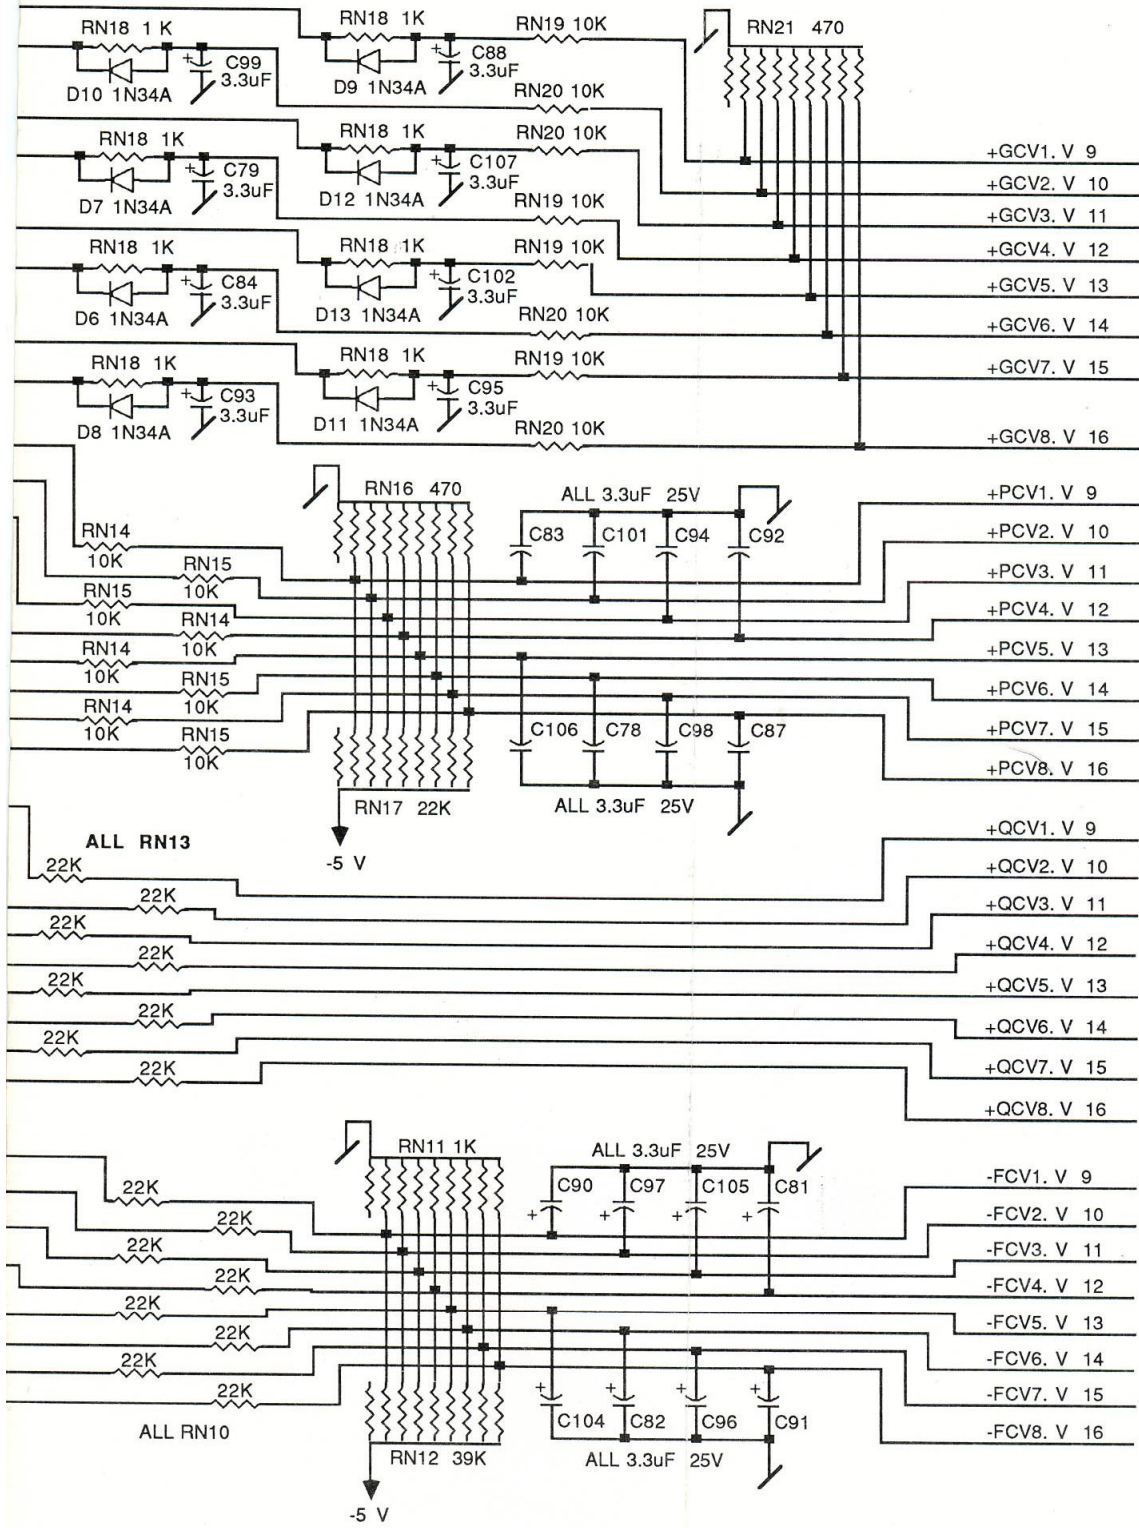 RN18 1 K
RN18 1K
RN19 10K
RN21 470
C99
3.3uF
C88
3.3uF
D10 1N34A
D9 1N34A
RN20 10K
RN18 1K
RN18 1K
RN20 10K
C79
3.3uF
C107
3.3uF
D7 1N34A
D12 1N34A
RN19 10K
RN18 1K
RN18 1K
RN19 10K
C84
3.3uF
C102
3.3uF
D6 1N34A
D13 1N34A
RN20 10K
RN18 1K
RN18 1K
RN19 10K
C93
3.3uF
C95
3.3uF
D8 1N34A
D11 1N34A
RN20 10K
+GCV1. V 9
+GCV2. V 10
+GCV3. V 11
+GCV4. V 12
+GCV5. V 13
+GCV6. V 14
+GCV7. V 15
+GCV8. V 16
RN16 470
ALL 3.3uF 25V
C83
C101
C94
C92
RN14
10K
RN15
10K
RN15
10K
RN14
10K
RN14
10K
RN15
10K
RN14
10K
RN15
10K
C106
C78
C98
C87
RN17 22K
ALL 3.3uF 25V
-5 V
+PCV1. V 9
+PCV2. V 10
+PCV3. V 11
+PCV4. V 12
+PCV5. V 13
+PCV6. V 14
+PCV7. V 15
+PCV8. V 16
ALL RN13
22K
22K
22K
22K
22K
22K
22K
22K
+QCV1. V 9
+QCV2. V 10
+QCV3. V 11
+QCV4. V 12
+QCV5. V 13
+QCV6. V 14
+QCV7. V 15
+QCV8. V 16
RN11 1K
ALL 3.3uF 25V
C90
C97
C105
C81
+
+
+
+
22K
22K
22K
22K
22K
22K
22K
22K
ALL RN10
+
+
+
+
C104
C82
C96
C91
RN12 39K
ALL 3.3uF 25V
-5 V
-FCV1. V 9
-FCV2. V 10
-FCV3. V 11
-FCV4. V 12
-FCV5. V 13
-FCV6. V 14
-FCV7. V 15
-FCV8. V 16